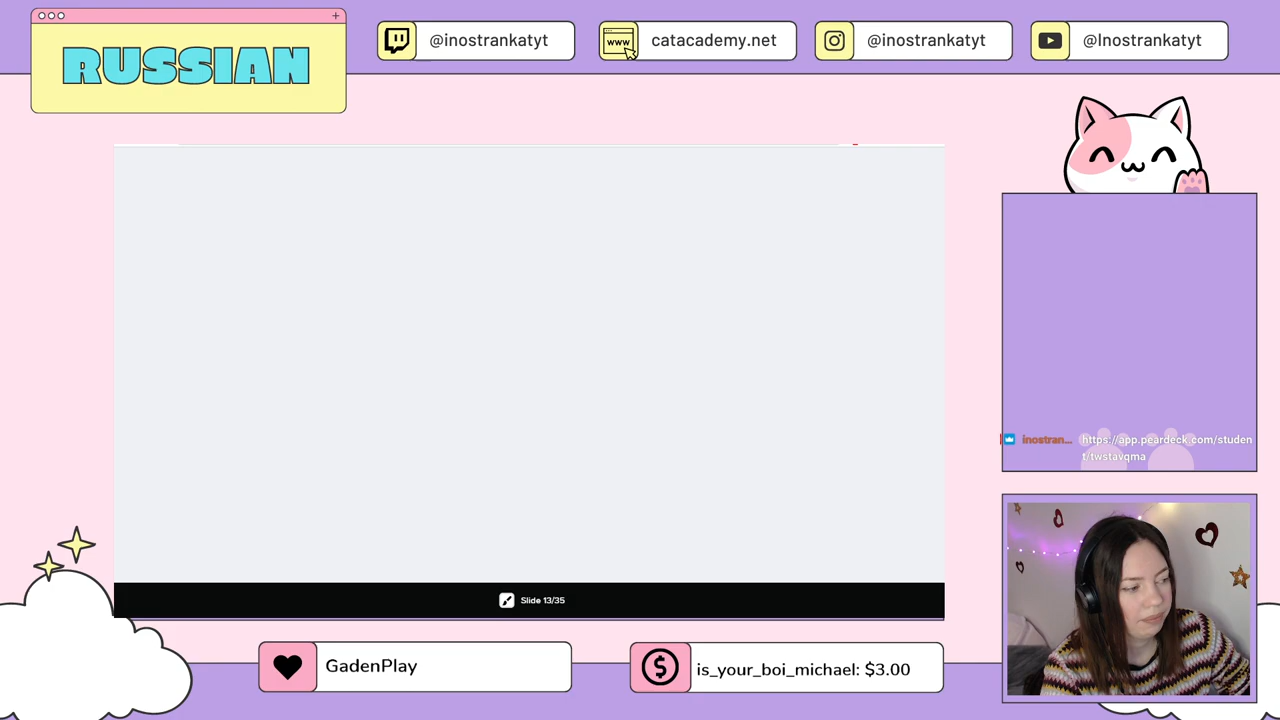 RUSSIAN
@inostrankatyt
www
catacademy.net
@inostrankatyt
@Inostrankatyt
inostran... https://app.peardeck.com/studen
t/twstavqma
Slide 13/35
GadenPlay
is_your_boi_michael: $3.00